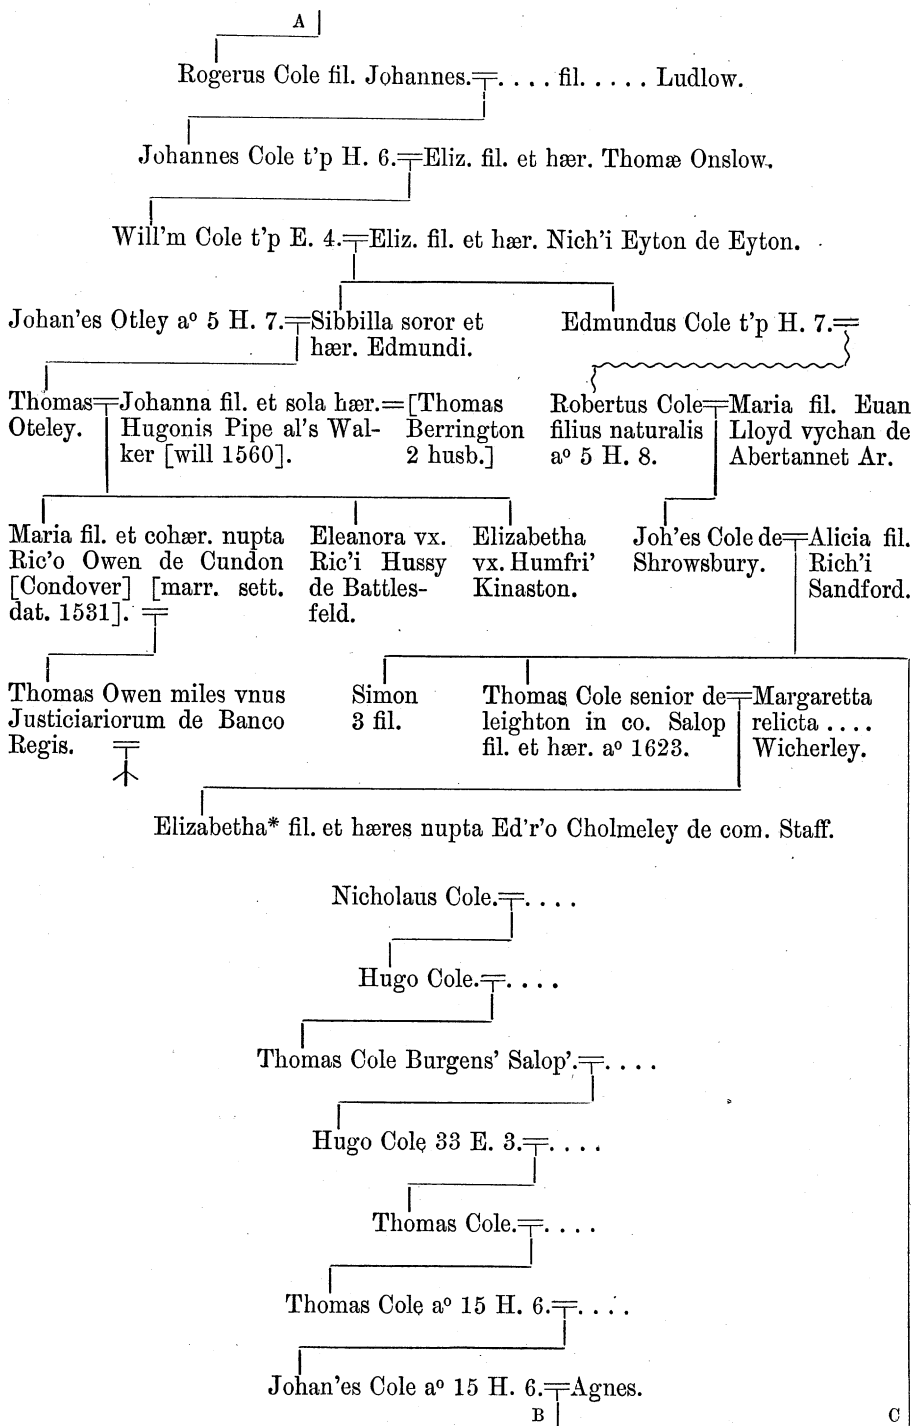 A
Rogerus Cole fil. Johannes.=. . . . fil. . . . . Ludlow.
Johannes Cole t'p H. 6.=Eliz. fil. et hær. Thomæ Onslow.
Will'm Cole t'p E. 4.=Eliz. fil. et hær. Nich'i Eyton de Eyton.
Johan'es Otley aº 5 H. 7.=Sibbilla soror et
hær. Edmundi.
Edmundus Cole t'p H. 7.=
Thomas=Johanna fil. et sola hær.=[Thomas
Oteley. Hugonis Pipe al's Wal- Berrington
ker [will 1560]. 2 husb.]
Robertus Cole=Maria fil. Euan
filius naturalis Lloyd vychan de
aº 5 H. 8. Abertannet Ar.
Maria fil. et cohær. nupta
Ric'o Owen de Cundon
[Condover] [marr. sett.
dat. 1531]. =
Eleanora vx.
Ric'i Hussy
de Battles-
feld.
Elizabetha
vx. Humfri'
Kinaston.
Joh'es Cole de=Alicia fil.
Shrowsbury. Rich'i
Sandford.
Thomas Owen miles vnus
Justiciariorum de Banco
Regis. =
Simon
3 fil.
Thomas Cole senior de=Margaretta
leighton in co. Salop relicta . . . .
fil. et hær. aº 1623. Wicherley.
Elizabetha* fil. et hæres nupta Ed'r'o Cholmeley de com. Staff.
Nicholaus Cole.=. . . .
Hugo Cole.=. . . .
Thomas Cole Burgens' Salop'.=. . . .
Hugo Cole 33 E. 3.=. . . .
Thomas Cole.=. . . .
Thomas Cole aº 15 H. 6.=. . . .
Johan'es Cole aº 15 H. 6.=Agnes.
B C